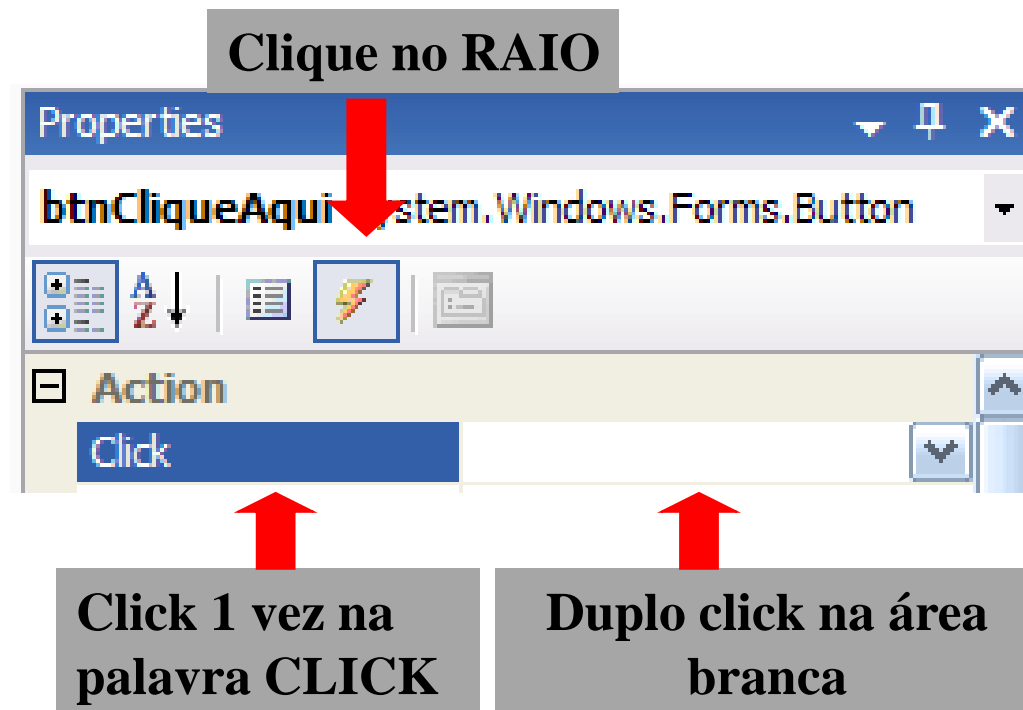 Clique no RAIO
Properties
btnCliqueAqui ystem.Windows.Forms.Button
A
Z
Action
Click
Click 1 vez na
palavra CLICK
Duplo click na área
branca